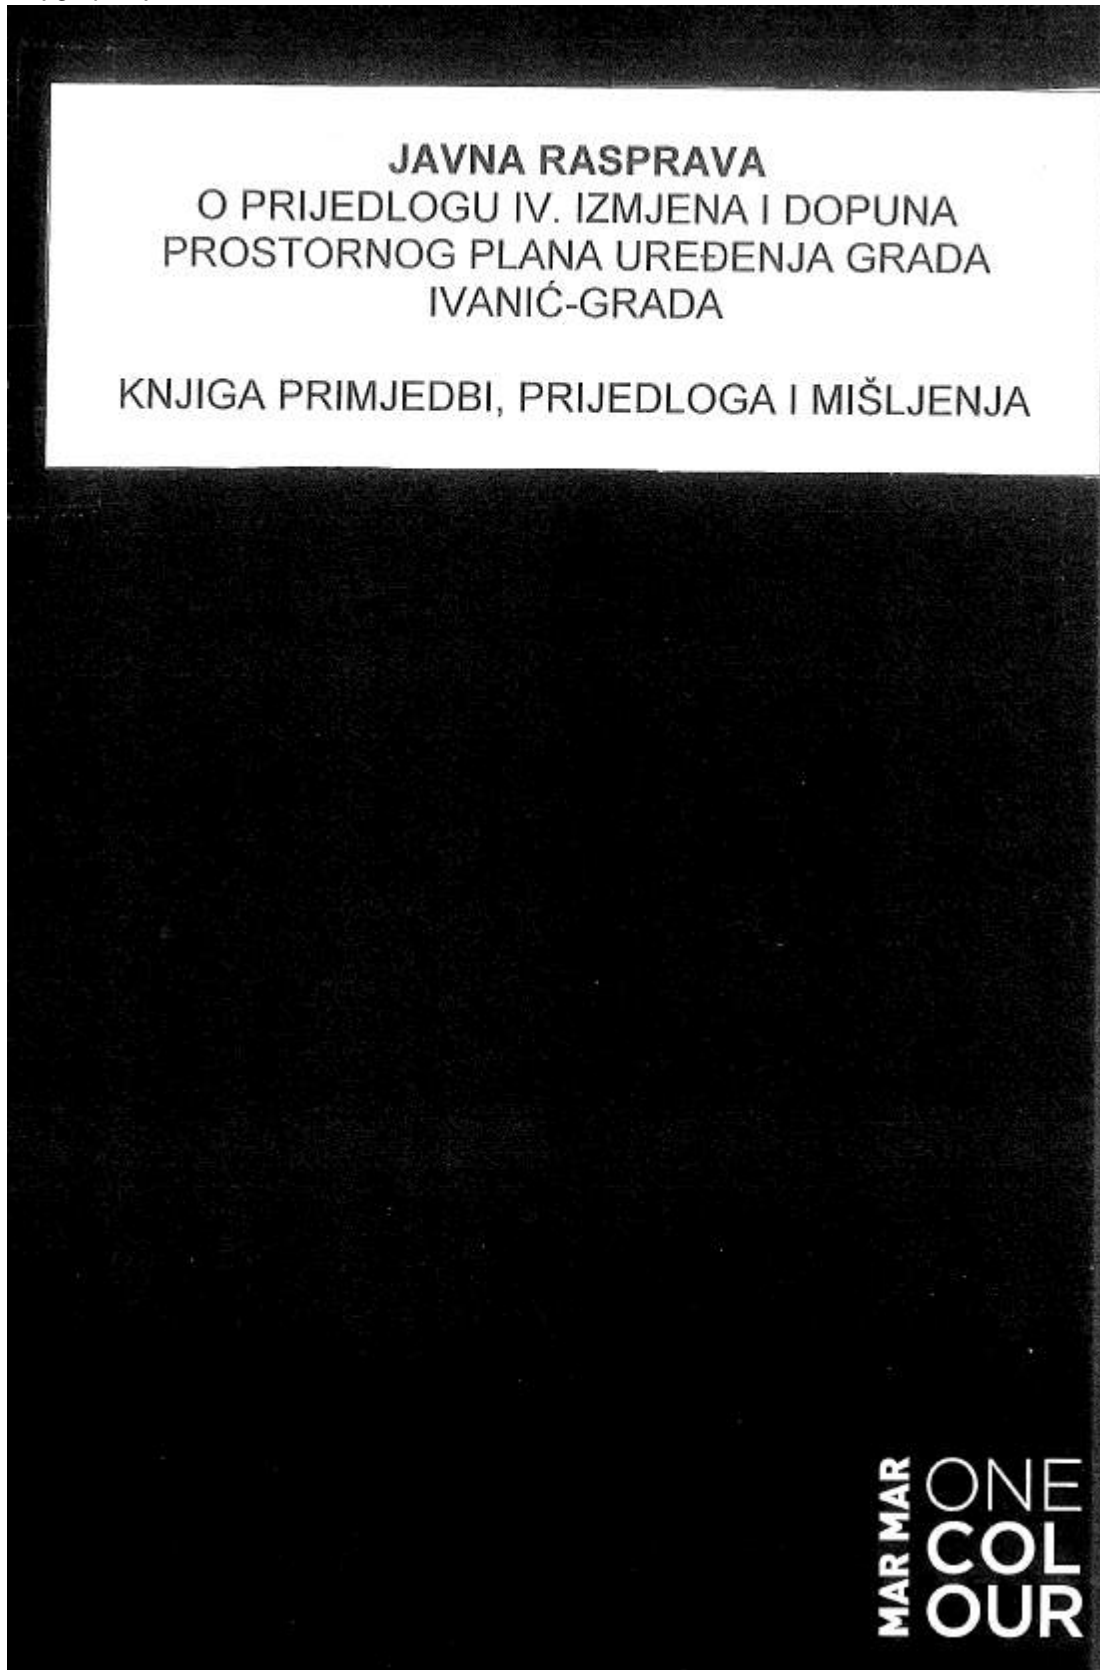 JAVNA RASPRAVA
O PRIJEDLOGU IV. IZMJENA I DOPUNA
PROSTORNOG PLANA UREĐENJA GRADA
IVANIĆ-GRADA
KNJIGA PRIMJEDBI, PRIJEDLOGA I MIŠLJENJA
MAR MAR
ONE
COL
OUR